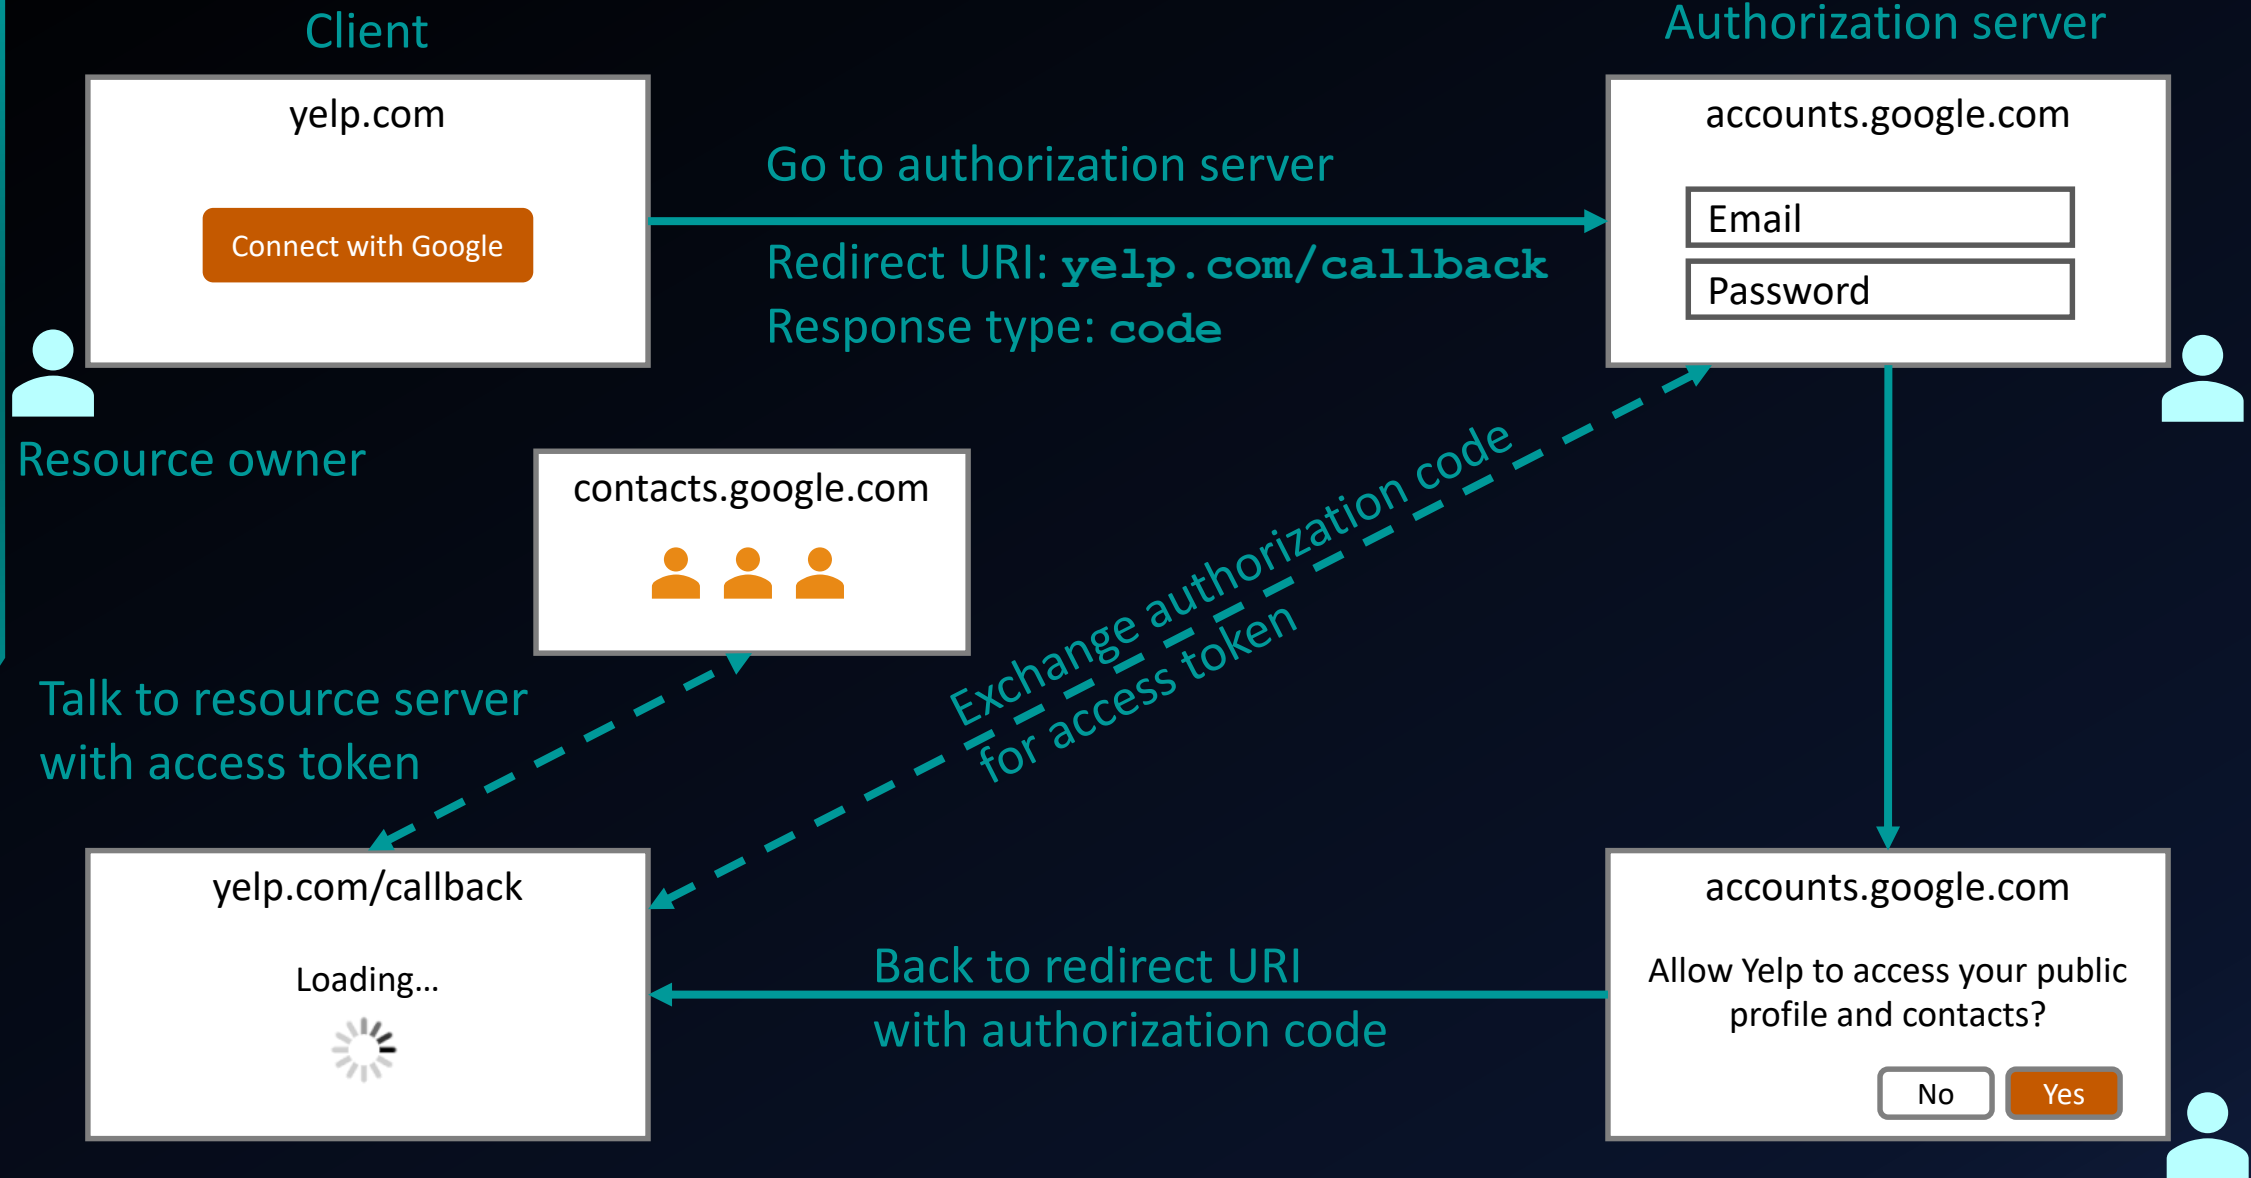 Client
Authorization server
yelp.com
Connect with Google
Go to authorization server
Redirect URI: yelp.com/callback
Response type: code
accounts.google.com
Email
Password
Resource owner
contacts.google.com
Exchange authorization code
for access token
Talk to resource server
with access token
yelp.com/callback
Loading…
Back to redirect URI
with authorization code
accounts.google.com
Allow Yelp to access your public
profile and contacts?
No
Yes